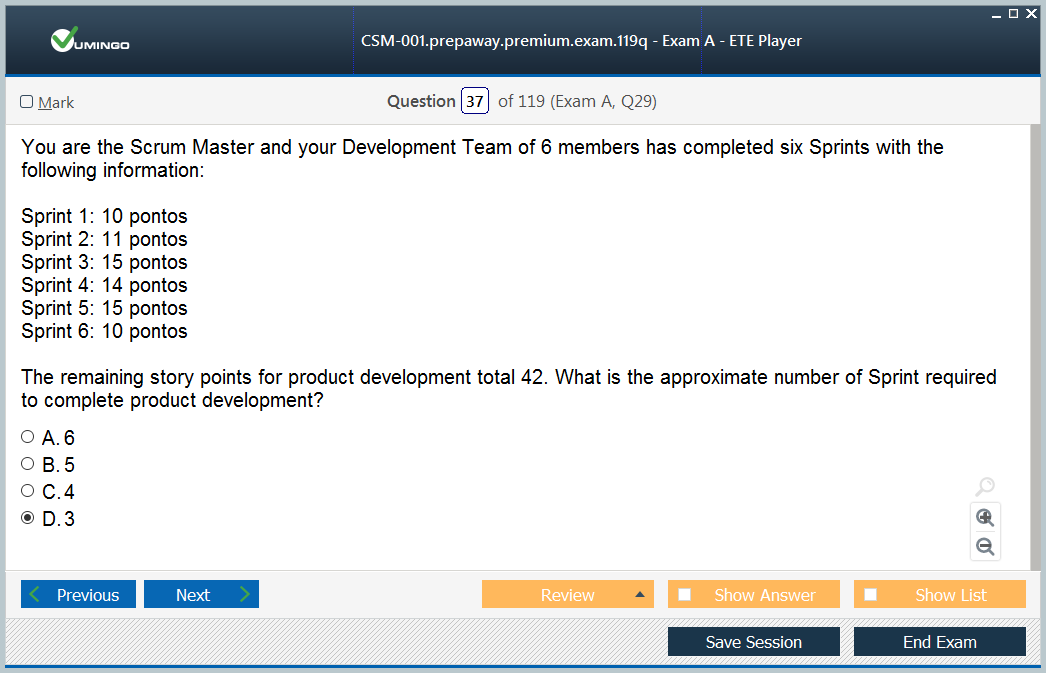 VUMINGO
CSM-001.prepaway.premium.exam.119q - Exam A - ETE Player
Mark
Question 37 of 119 (Exam A, Q29)
You are the Scrum Master and your Development Team of 6 members has completed six Sprints with the
following information:
Sprint 1: 10 pontos
Sprint 2: 11 pontos
Sprint 3: 15 pontos
Sprint 4: 14 pontos
Sprint 5: 15 pontos
Sprint 6: 10 pontos
The remaining story points for product development total 42. What is the approximate number of Sprint required
to complete product development?
A. 6
B. 5
C. 4
D. 3
Previous
Next
Review
Show Answer
Show List
Save Session
End Exam